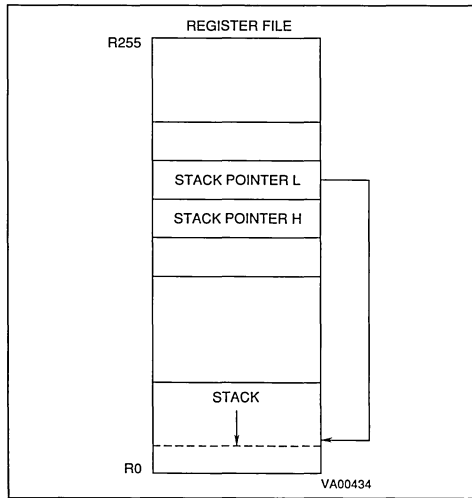 REGISTER FILE
R255
STACK POINTER L
STACK POINTER H
STACK
R0
VA00434